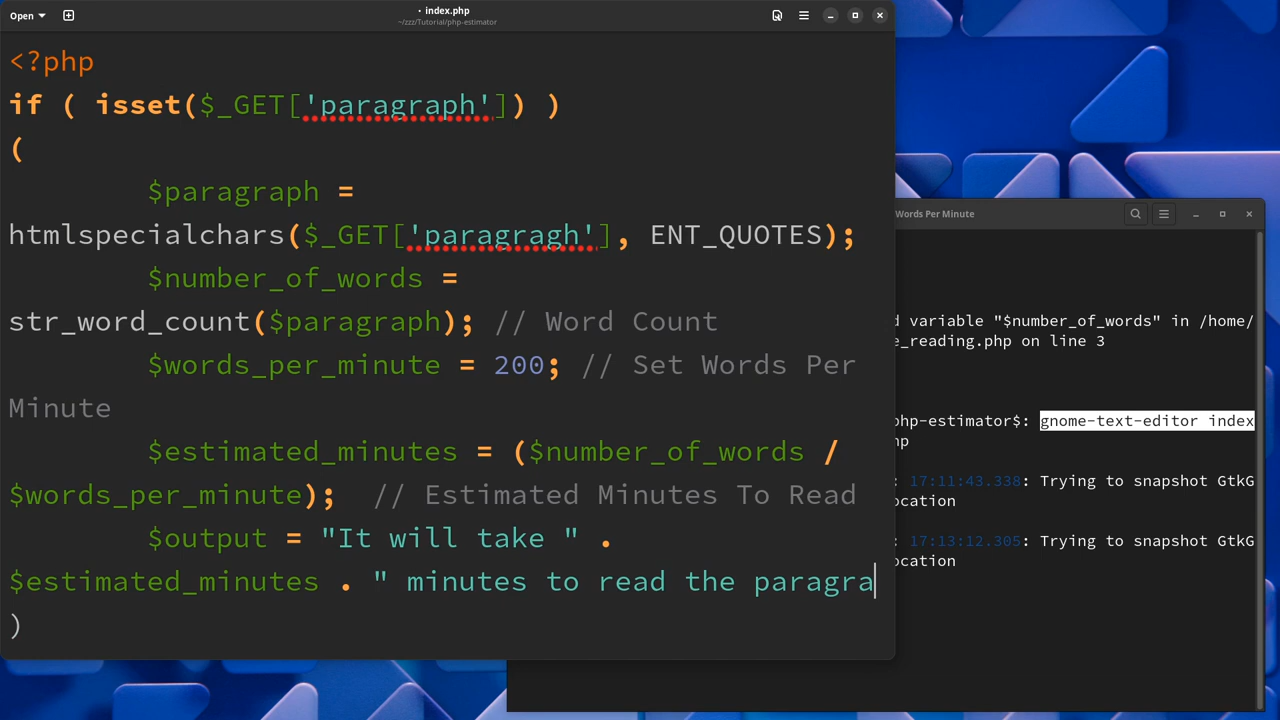 Open
• index.php
~/zzz/Tutorial/php-estimator
<?php
if ( isset($_GET['paragraph']) )
(
$paragraph =
htmlspecialchars($_GET['paragragh'], ENT_QUOTES);
$number_of_words =
str_word_count($paragraph); // Word Count
$words_per_minute = 200; // Set Words Per
Minute
$estimated_minutes = ($number_of_words /
$words_per_minute);  // Estimated Minutes To Read
$output = "It will take " .
$estimated_minutes . " minutes to read the paragra
)
Words Per Minute
d variable "$number_of_words" in /home/
e_reading.php on line 3
php-estimator$: gnome-text-editor index
hp
: 17:11:43.338: Trying to snapshot GtkG
ocation
: 17:13:12.305: Trying to snapshot GtkG
ocation